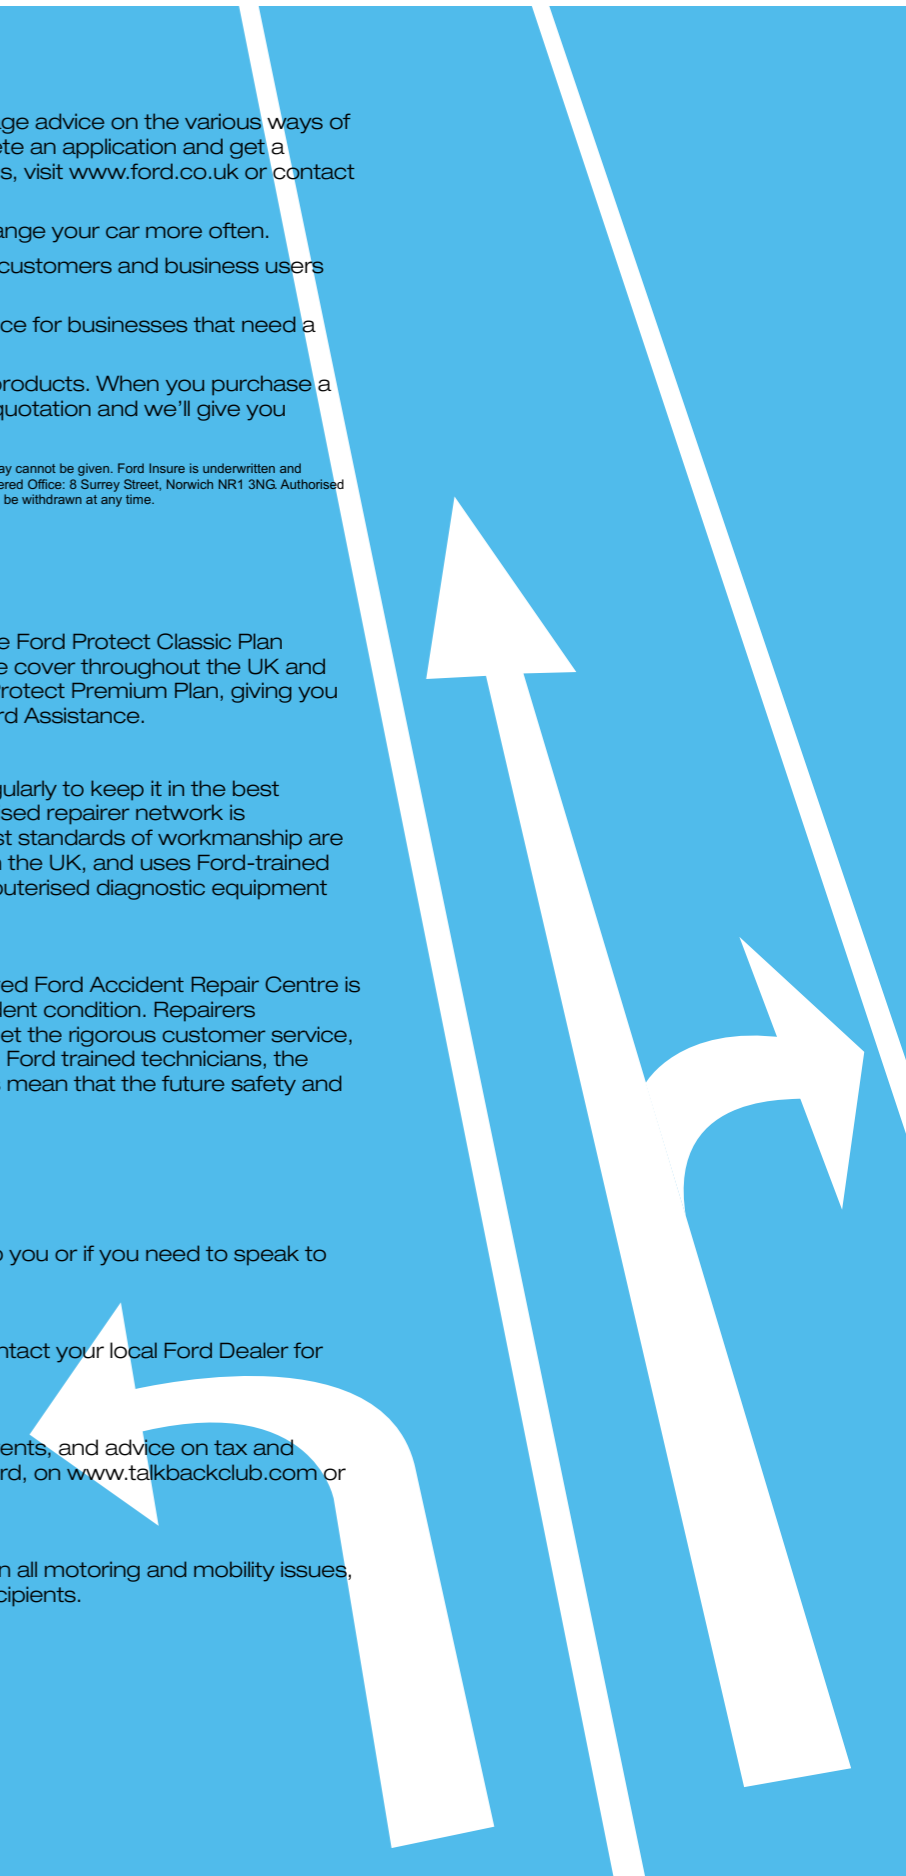 ge advice on the various ways of
te an application and get a
s, visit www.ford.co.uk or contact
ange your car more often.
customers and business users
ce for businesses that need a
products. When you purchase a
quotation and we’ll give you
ay cannot be given. Ford Insure is underwritten and
ered Office: 8 Surrey Street, Norwich NR1 3NG. Authorised
be withdrawn at any time.
e Ford Protect Classic Plan
e cover throughout the UK and
Protect Premium Plan, giving you
rd Assistance.
gularly to keep it in the best
sed repairer network is
st standards of workmanship are
n the UK, and uses Ford-trained
puterised diagnostic equipment
ed Ford Accident Repair Centre is
lent condition. Repairers
et the rigorous customer service,
Ford trained technicians, the
s mean that the future safety and
o you or if you need to speak to
ntact your local Ford Dealer for
ents, and advice on tax and
rd, on www.talkbackclub.com or
n all motoring and mobility issues,
cipients.